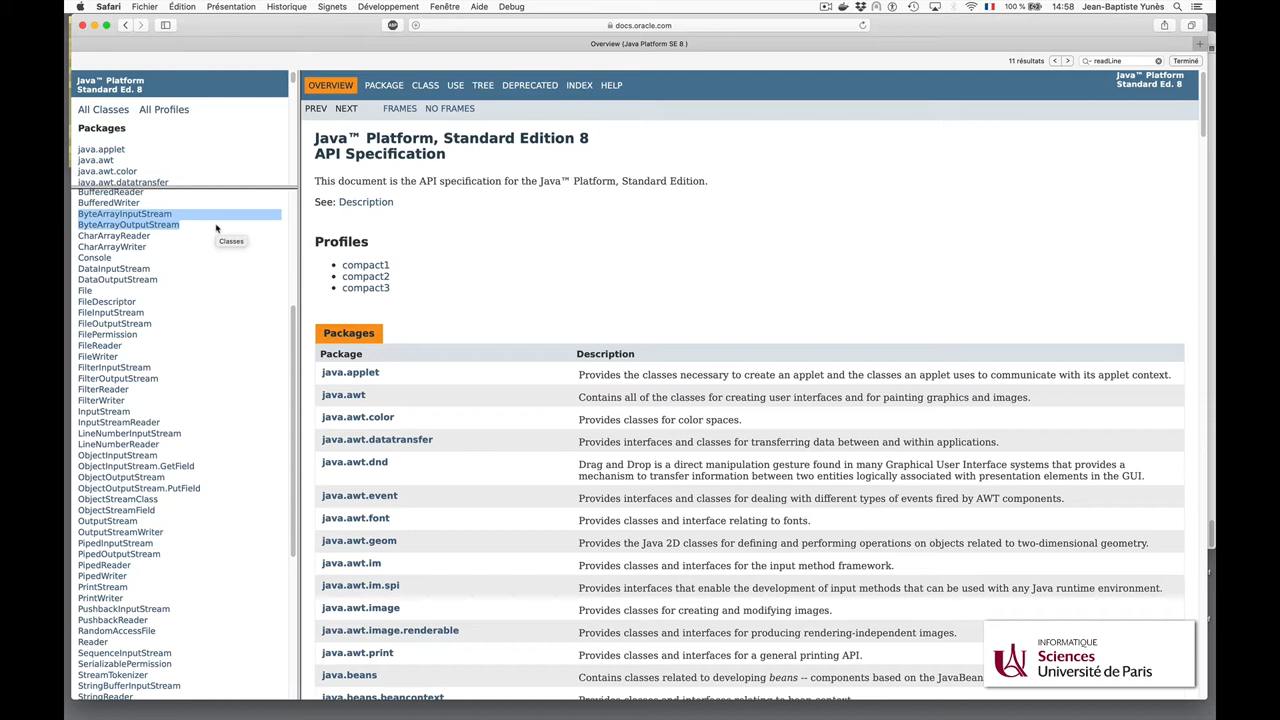 Safari Fichier Édition Présentation Historique Signets Développement Fenêtre Aide Debug 100 % 14:58 Jean-Baptiste Yunès
docs.oracle.com
Overview (Java Platform SE 8 )
11 résultats readLine Terminé
Java™ Platform
Standard Ed. 8
All Classes All Profiles
Packages
java.applet
java.awt
java.awt.color
java.awt.datatransfer
BufferedReader
BufferedWriter
ByteArrayInputStream
ByteArrayOutputStream
CharArrayReader
CharArrayWriter
Console
DataInputStream
DataOutputStream
File
FileDescriptor
FileInputStream
FileOutputStream
FilePermission
FileReader
FileWriter
FilterInputStream
FilterOutputStream
FilterReader
FilterWriter
InputStream
InputStreamReader
LineNumberInputStream
LineNumberReader
ObjectInputStream
ObjectInputStream.GetField
ObjectOutputStream
ObjectOutputStream.PutField
ObjectStreamClass
ObjectStreamField
OutputStream
OutputStreamWriter
PipedInputStream
PipedOutputStream
PipedReader
PipedWriter
PrintStream
PrintWriter
PushbackInputStream
PushbackReader
RandomAccessFile
Reader
SequenceInputStream
SerializablePermission
StreamTokenizer
StringBufferInputStream
StringReader
Classes
OVERVIEW PACKAGE CLASS USE TREE DEPRECATED INDEX HELP
Java™ Platform
Standard Ed. 8
PREV NEXT FRAMES NO FRAMES
Java™ Platform, Standard Edition 8
API Specification
This document is the API specification for the Java™ Platform, Standard Edition.
See: Description
Profiles
• compact1
• compact2
• compact3
Packages
Package Description
java.applet Provides the classes necessary to create an applet and the classes an applet uses to communicate with its applet context.
java.awt Contains all of the classes for creating user interfaces and for painting graphics and images.
java.awt.color Provides classes for color spaces.
java.awt.datatransfer Provides interfaces and classes for transferring data between and within applications.
java.awt.dnd Drag and Drop is a direct manipulation gesture found in many Graphical User Interface systems that provides a
mechanism to transfer information between two entities logically associated with presentation elements in the GUI.
java.awt.event Provides interfaces and classes for dealing with different types of events fired by AWT components.
java.awt.font Provides classes and interface relating to fonts.
java.awt.geom Provides the Java 2D classes for defining and performing operations on objects related to two-dimensional geometry.
java.awt.im Provides classes and interfaces for the input method framework.
java.awt.im.spi Provides interfaces that enable the development of input methods that can be used with any Java runtime environment.
java.awt.image Provides classes for creating and modifying images.
java.awt.image.renderable Provides classes and interfaces for producing rendering-independent images.
java.awt.print Provides classes and interfaces for a general printing API.
java.beans Contains classes related to developing beans -- components based on the JavaBean
java.beans.beancontext
INFORMATIQUE
Sciences
Université de Paris